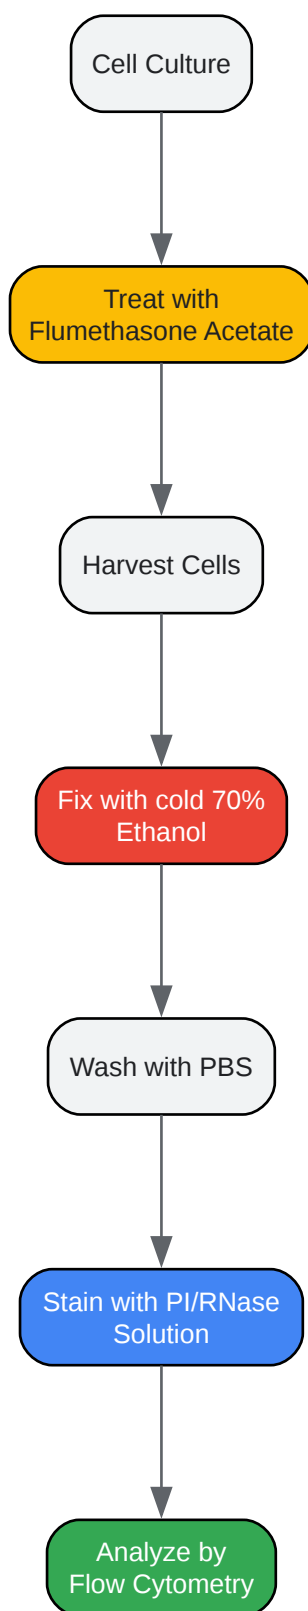 Cell Culture
Treat with
Flumethasone Acetate
Harvest Cells
Fix with cold 70%
Ethanol
Wash with PBS
Stain with PI/RNase
Solution
Analyze by
Flow Cytometry